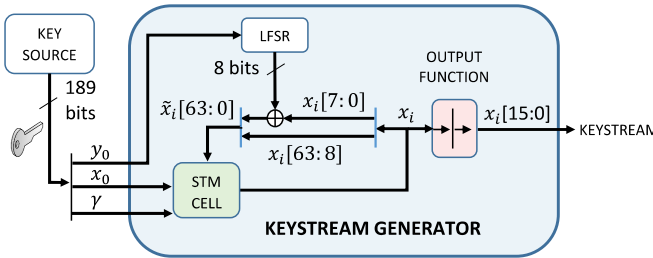 KEY
SOURCE
189
bits
LFSR
8 bits
OUTPUT
FUNCTION
x̃ᵢ[63:0]
xᵢ[7:0]
xᵢ
xᵢ[15:0]
KEYSTREAM
xᵢ[63:8]
y₀
x₀
γ
STM
CELL
KEYSTREAM GENERATOR